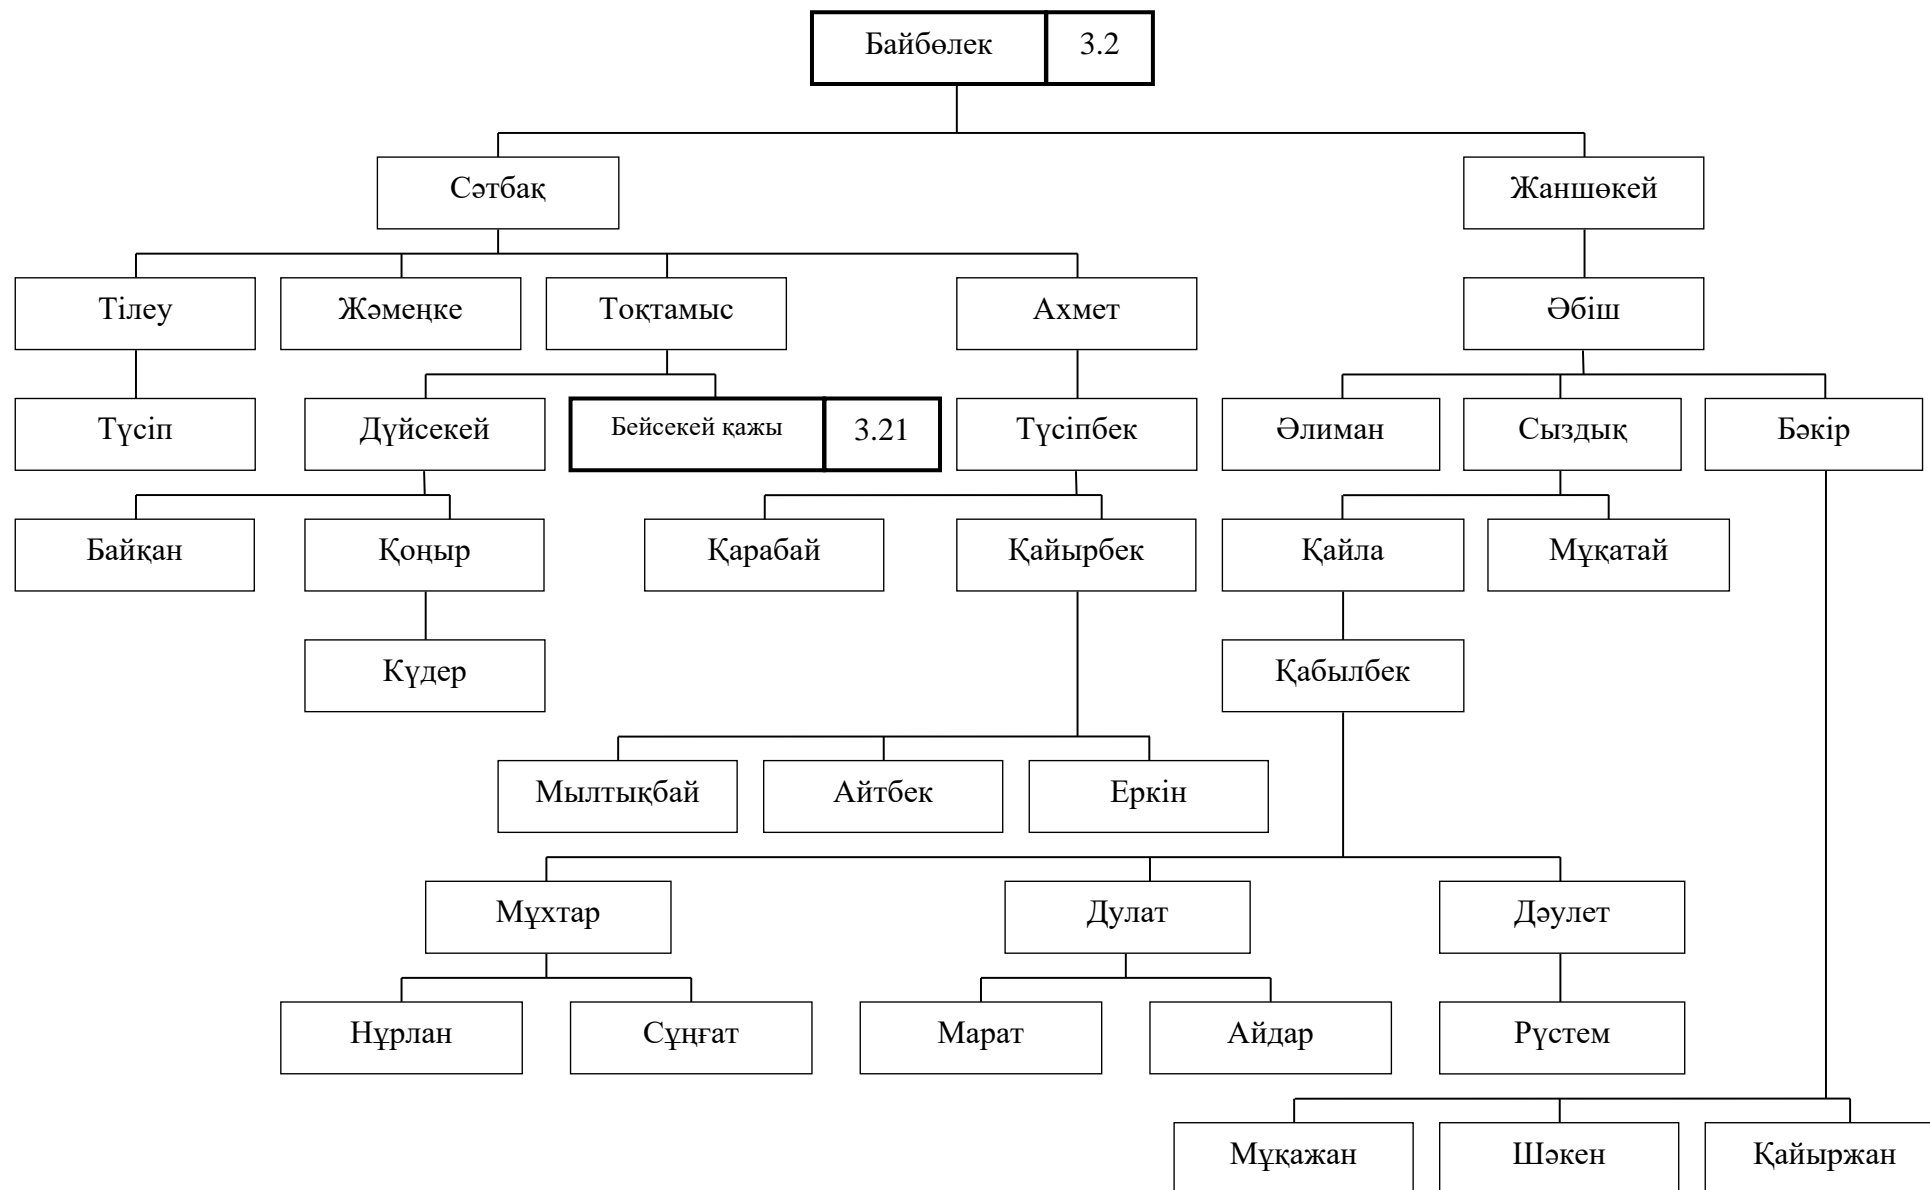 Байбөлек 3.2
Сәтбақ Жаншөкей
Тілеу Жәмеңке Тоқтамыс Ахмет Әбіш
Түсіп Дүйсекей Бейсекей қажы 3.21 Түсіпбек Әлиман Сыздық Бәкір
Байқан Қоңыр Қарабай Қайырбек Қайла Мұқатай
Күдер Қабылбек
Мылтықбай Айтбек Еркін
Мұхтар Дулат Дәулет
Нұрлан Сұңғат Марат Айдар Рүстем
Мұқажан Шәкен Қайыржан